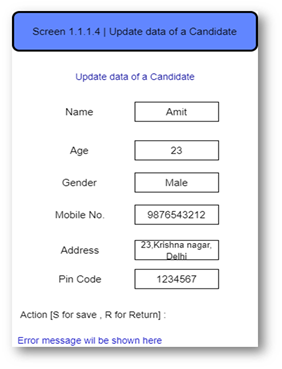 Screen 1.1.1.4 | Update data of a Candidate
Update data of a Candidate
Name Amit
Age 23
Gender Male
Mobile No. 9876543212
Address 23,Krishna nagar,
Delhi
Pin Code 1234567
Action [S for save , R for Return] :
Error message wil be shown here